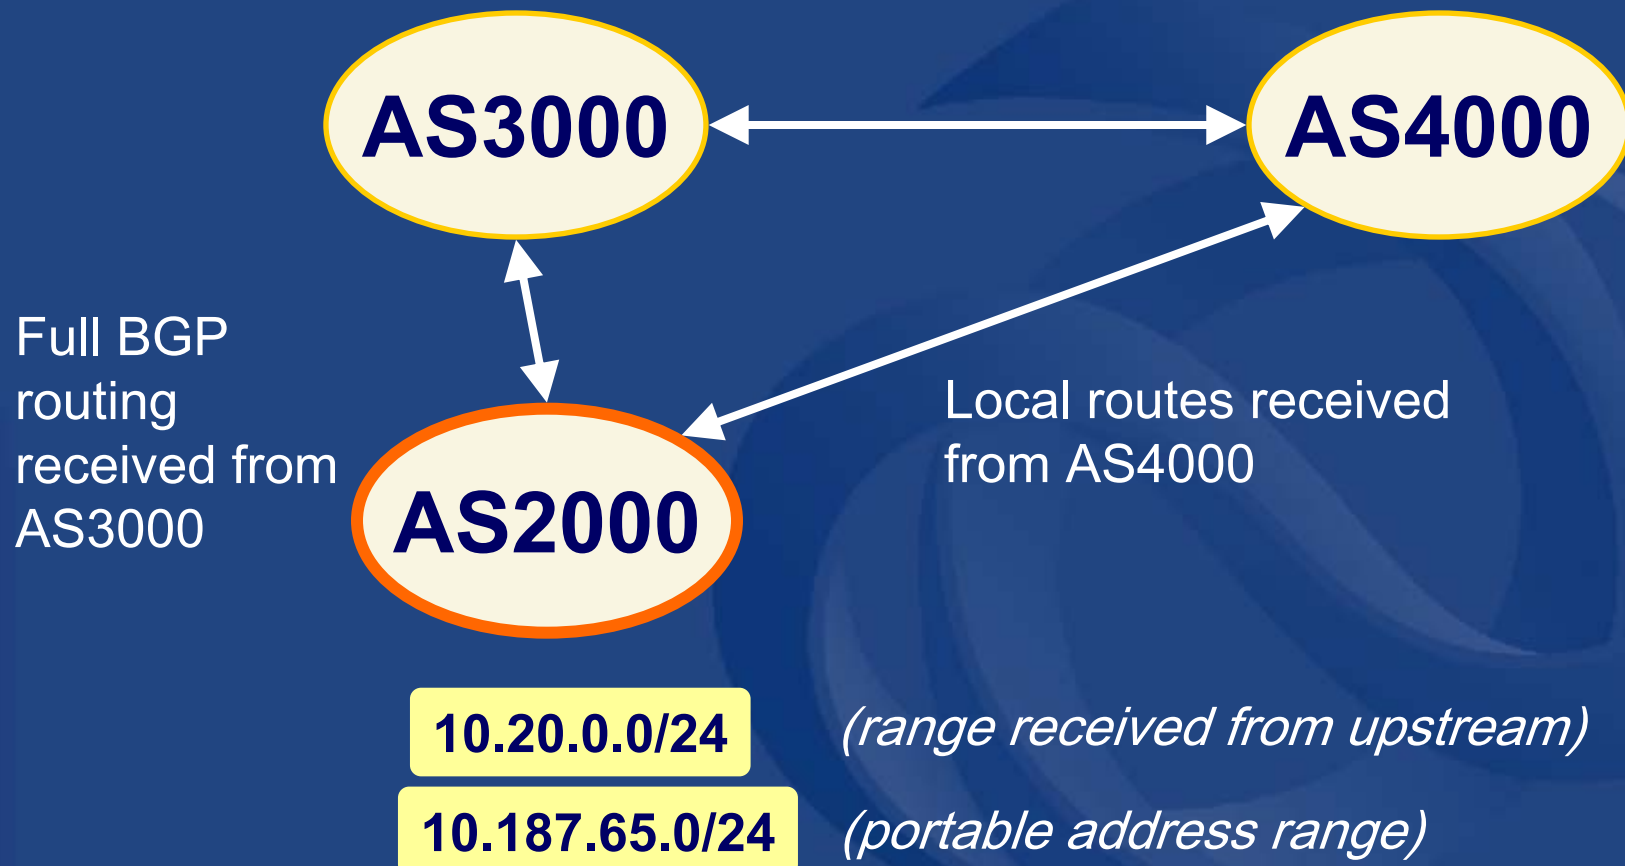 AS3000
AS4000
Full BGP
routing
received from
AS3000
Local routes received
from AS4000
AS2000
10.20.0.0/24
(range received from upstream)
10.187.65.0/24
(portable address range)